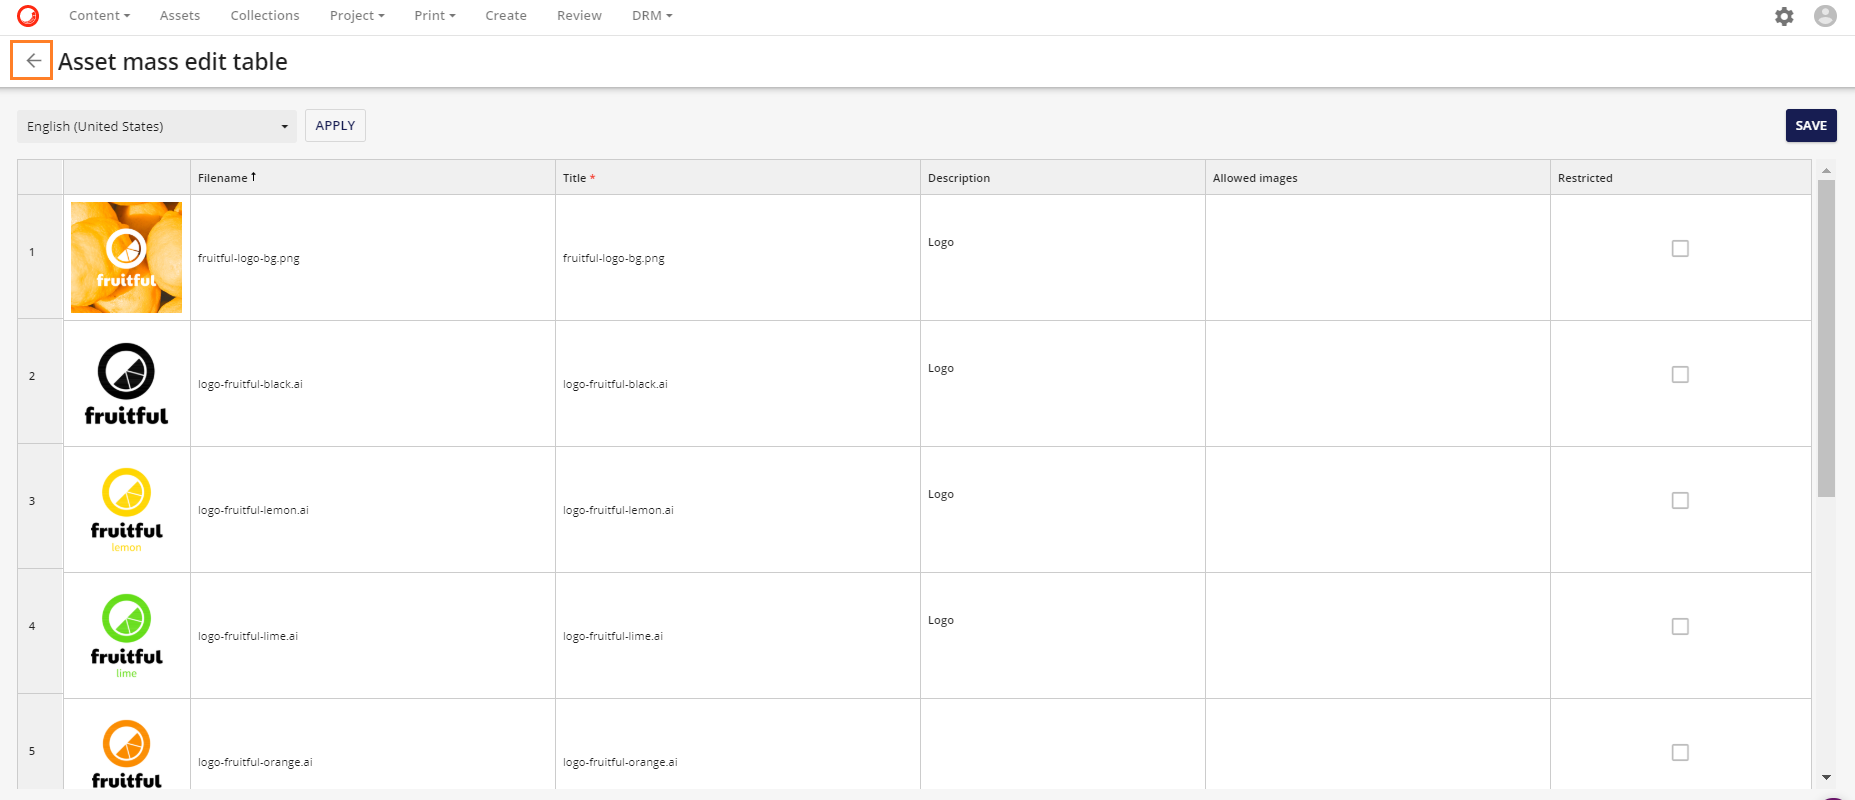 Content Assets Collections Project Print Create Review DRM
Asset mass edit table
English (United States) APPLY SAVE
Filename↑ Title * Description Allowed images Restricted
1 fruitful fruitful-logo-bg.png fruitful-logo-bg.png Logo
2 fruitful logo-fruitful-black.ai logo-fruitful-black.ai Logo
3 fruitful lemon logo-fruitful-lemon.ai logo-fruitful-lemon.ai Logo
4 fruitful lime logo-fruitful-lime.ai logo-fruitful-lime.ai Logo
5 fruitful logo-fruitful-orange.ai logo-fruitful-orange.ai